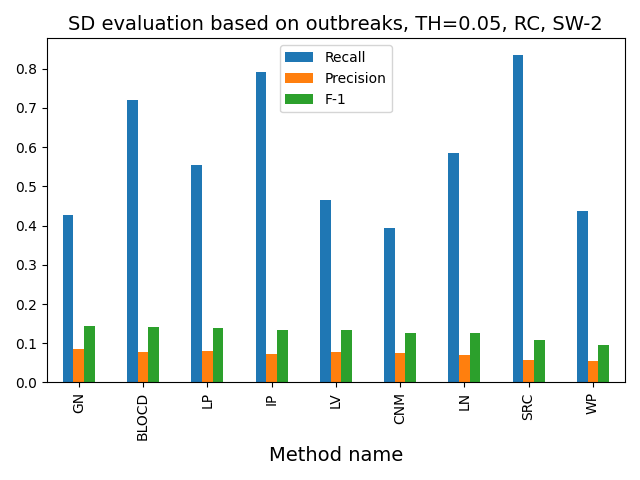 SD evaluation based on outbreaks, TH=0.05, RC, SW-2
Recall
Precision
F-1
0.8
0.7
0.6
0.5
0.4
0.3
0.2
0.1
0.0
GN
BLOCD
LP
IP
LV
CNM
LN
SRC
WP
Method name